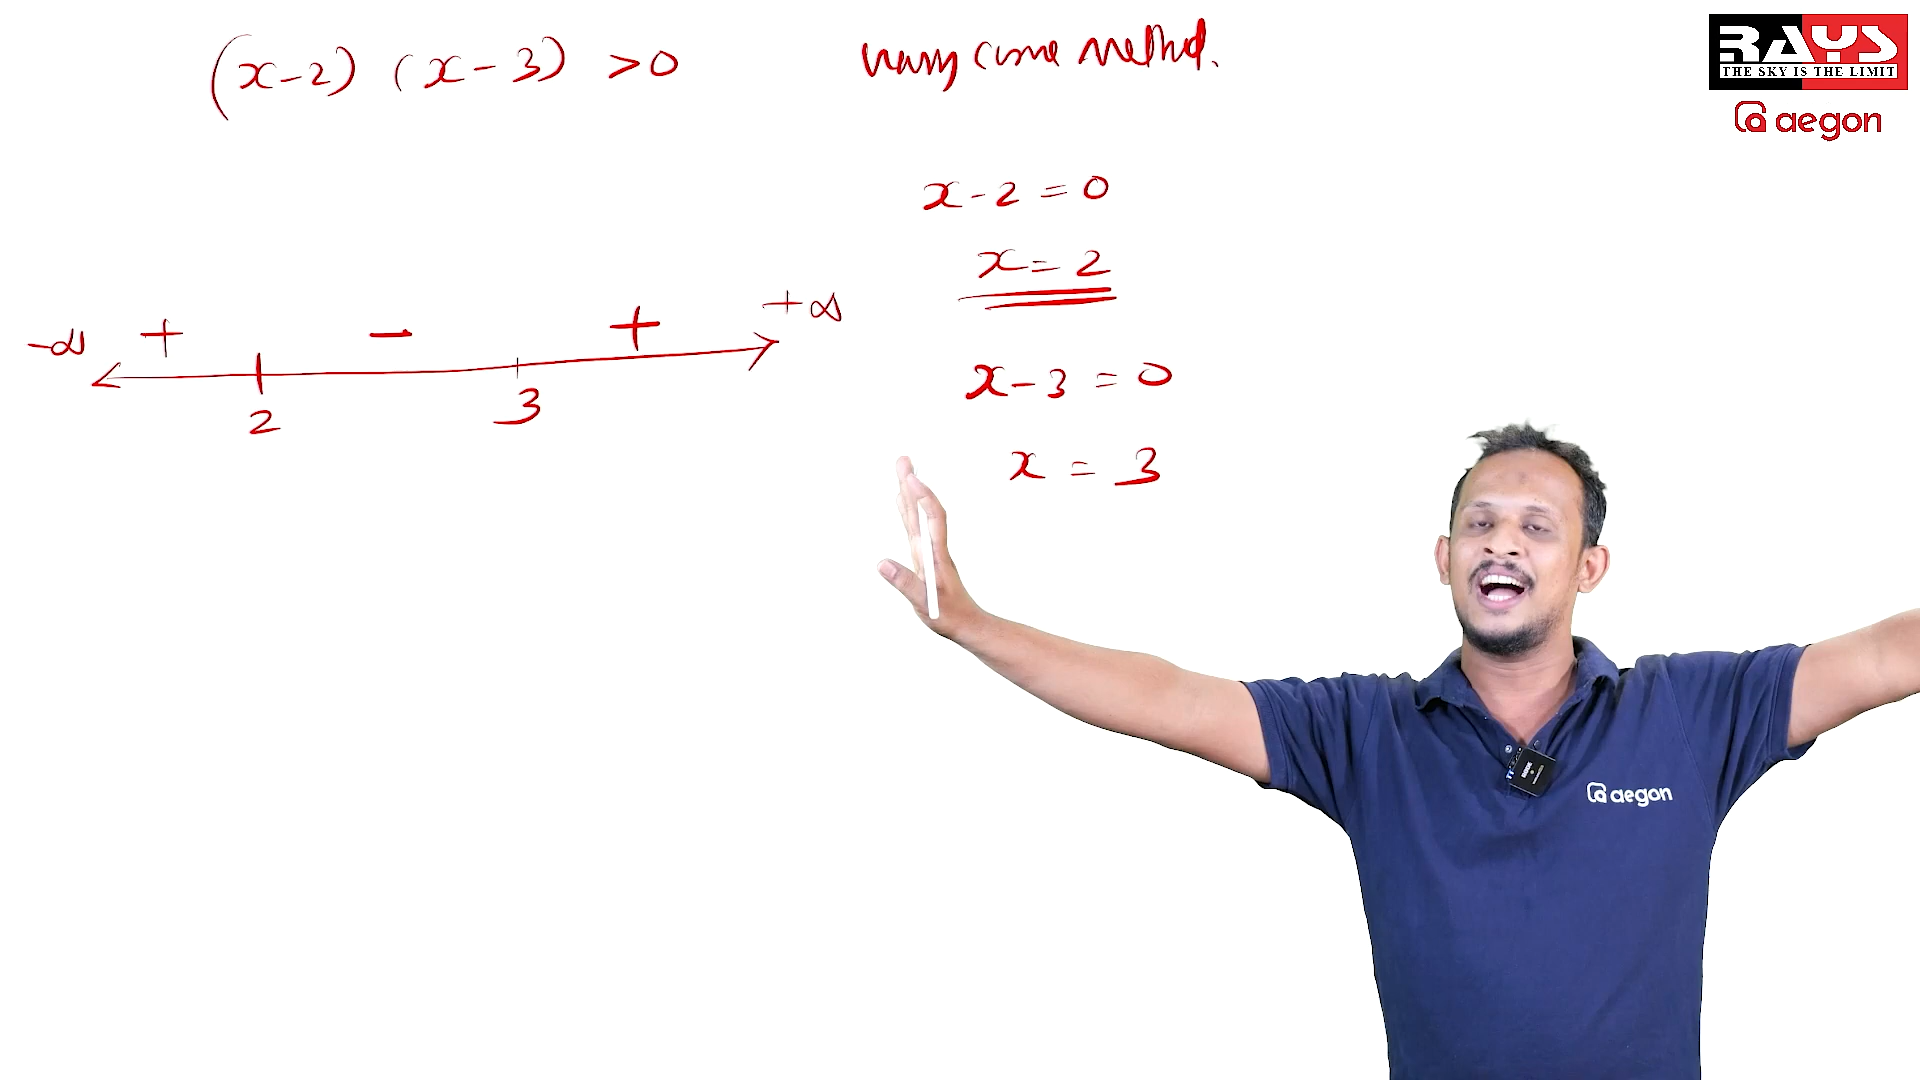 (x-2) (x-3) >0
wavy curve method.
RAYS
THE SKY IS THE LIMIT
aegon
x-2=0
x=2
-∞ + - + +∞
2 3
x-3=0
x=3
aegon